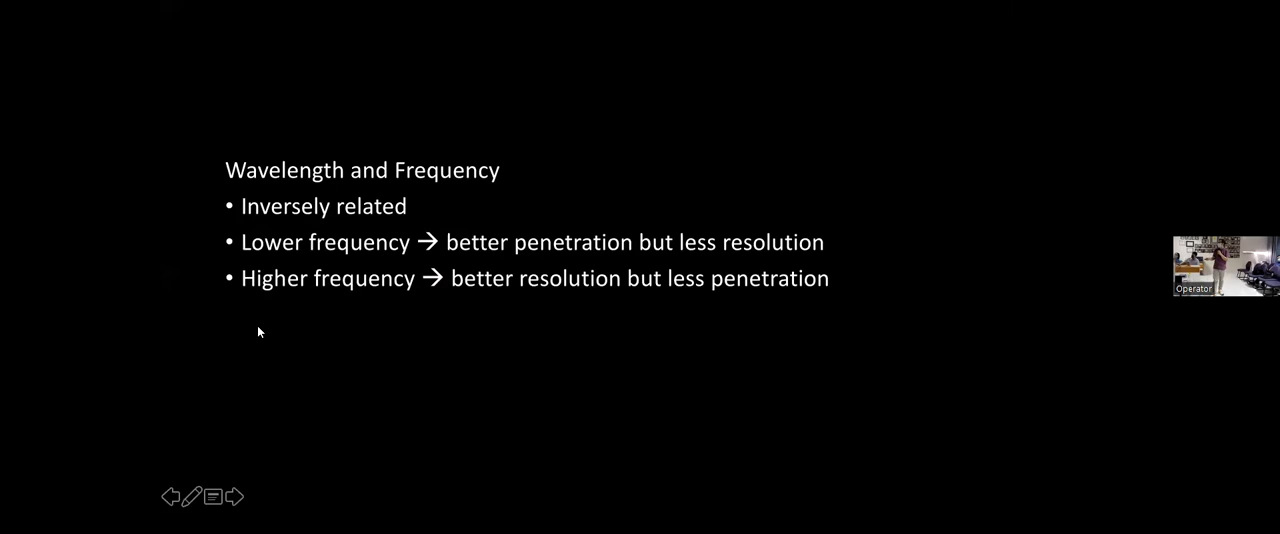 Wavelength and Frequency
• Inversely related
• Lower frequency → better penetration but less resolution
• Higher frequency → better resolution but less penetration
Operator